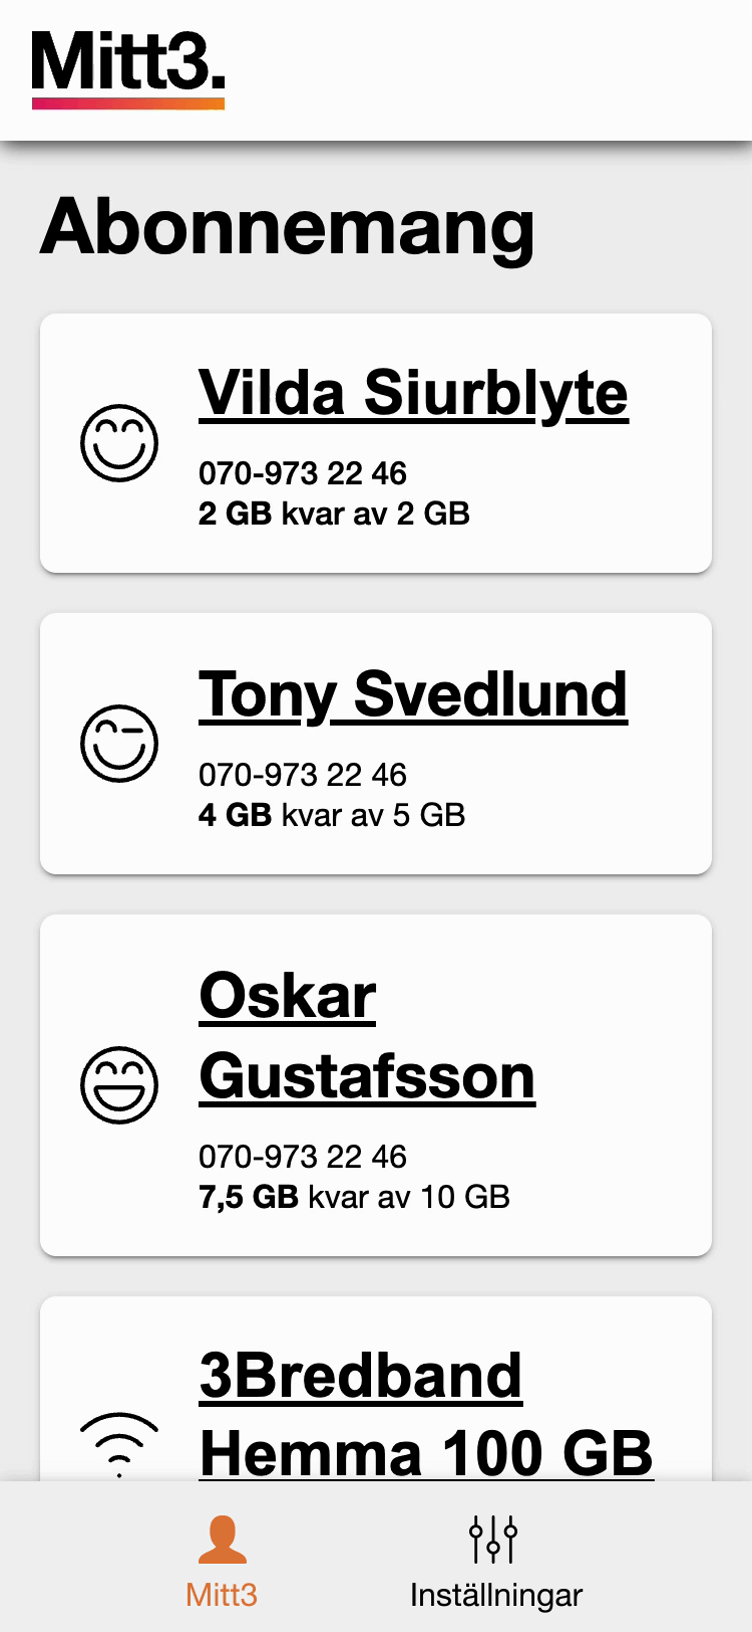 Mitt3.
Abonnemang
Vilda Siurblyte
070-973 22 46
2 GB kvar av 2 GB
Tony Svedlund
070-973 22 46
4 GB kvar av 5 GB
Oskar
Gustafsson
070-973 22 46
7,5 GB kvar av 10 GB
3Bredband
Hemma 100 GB
Mitt3
Inställningar